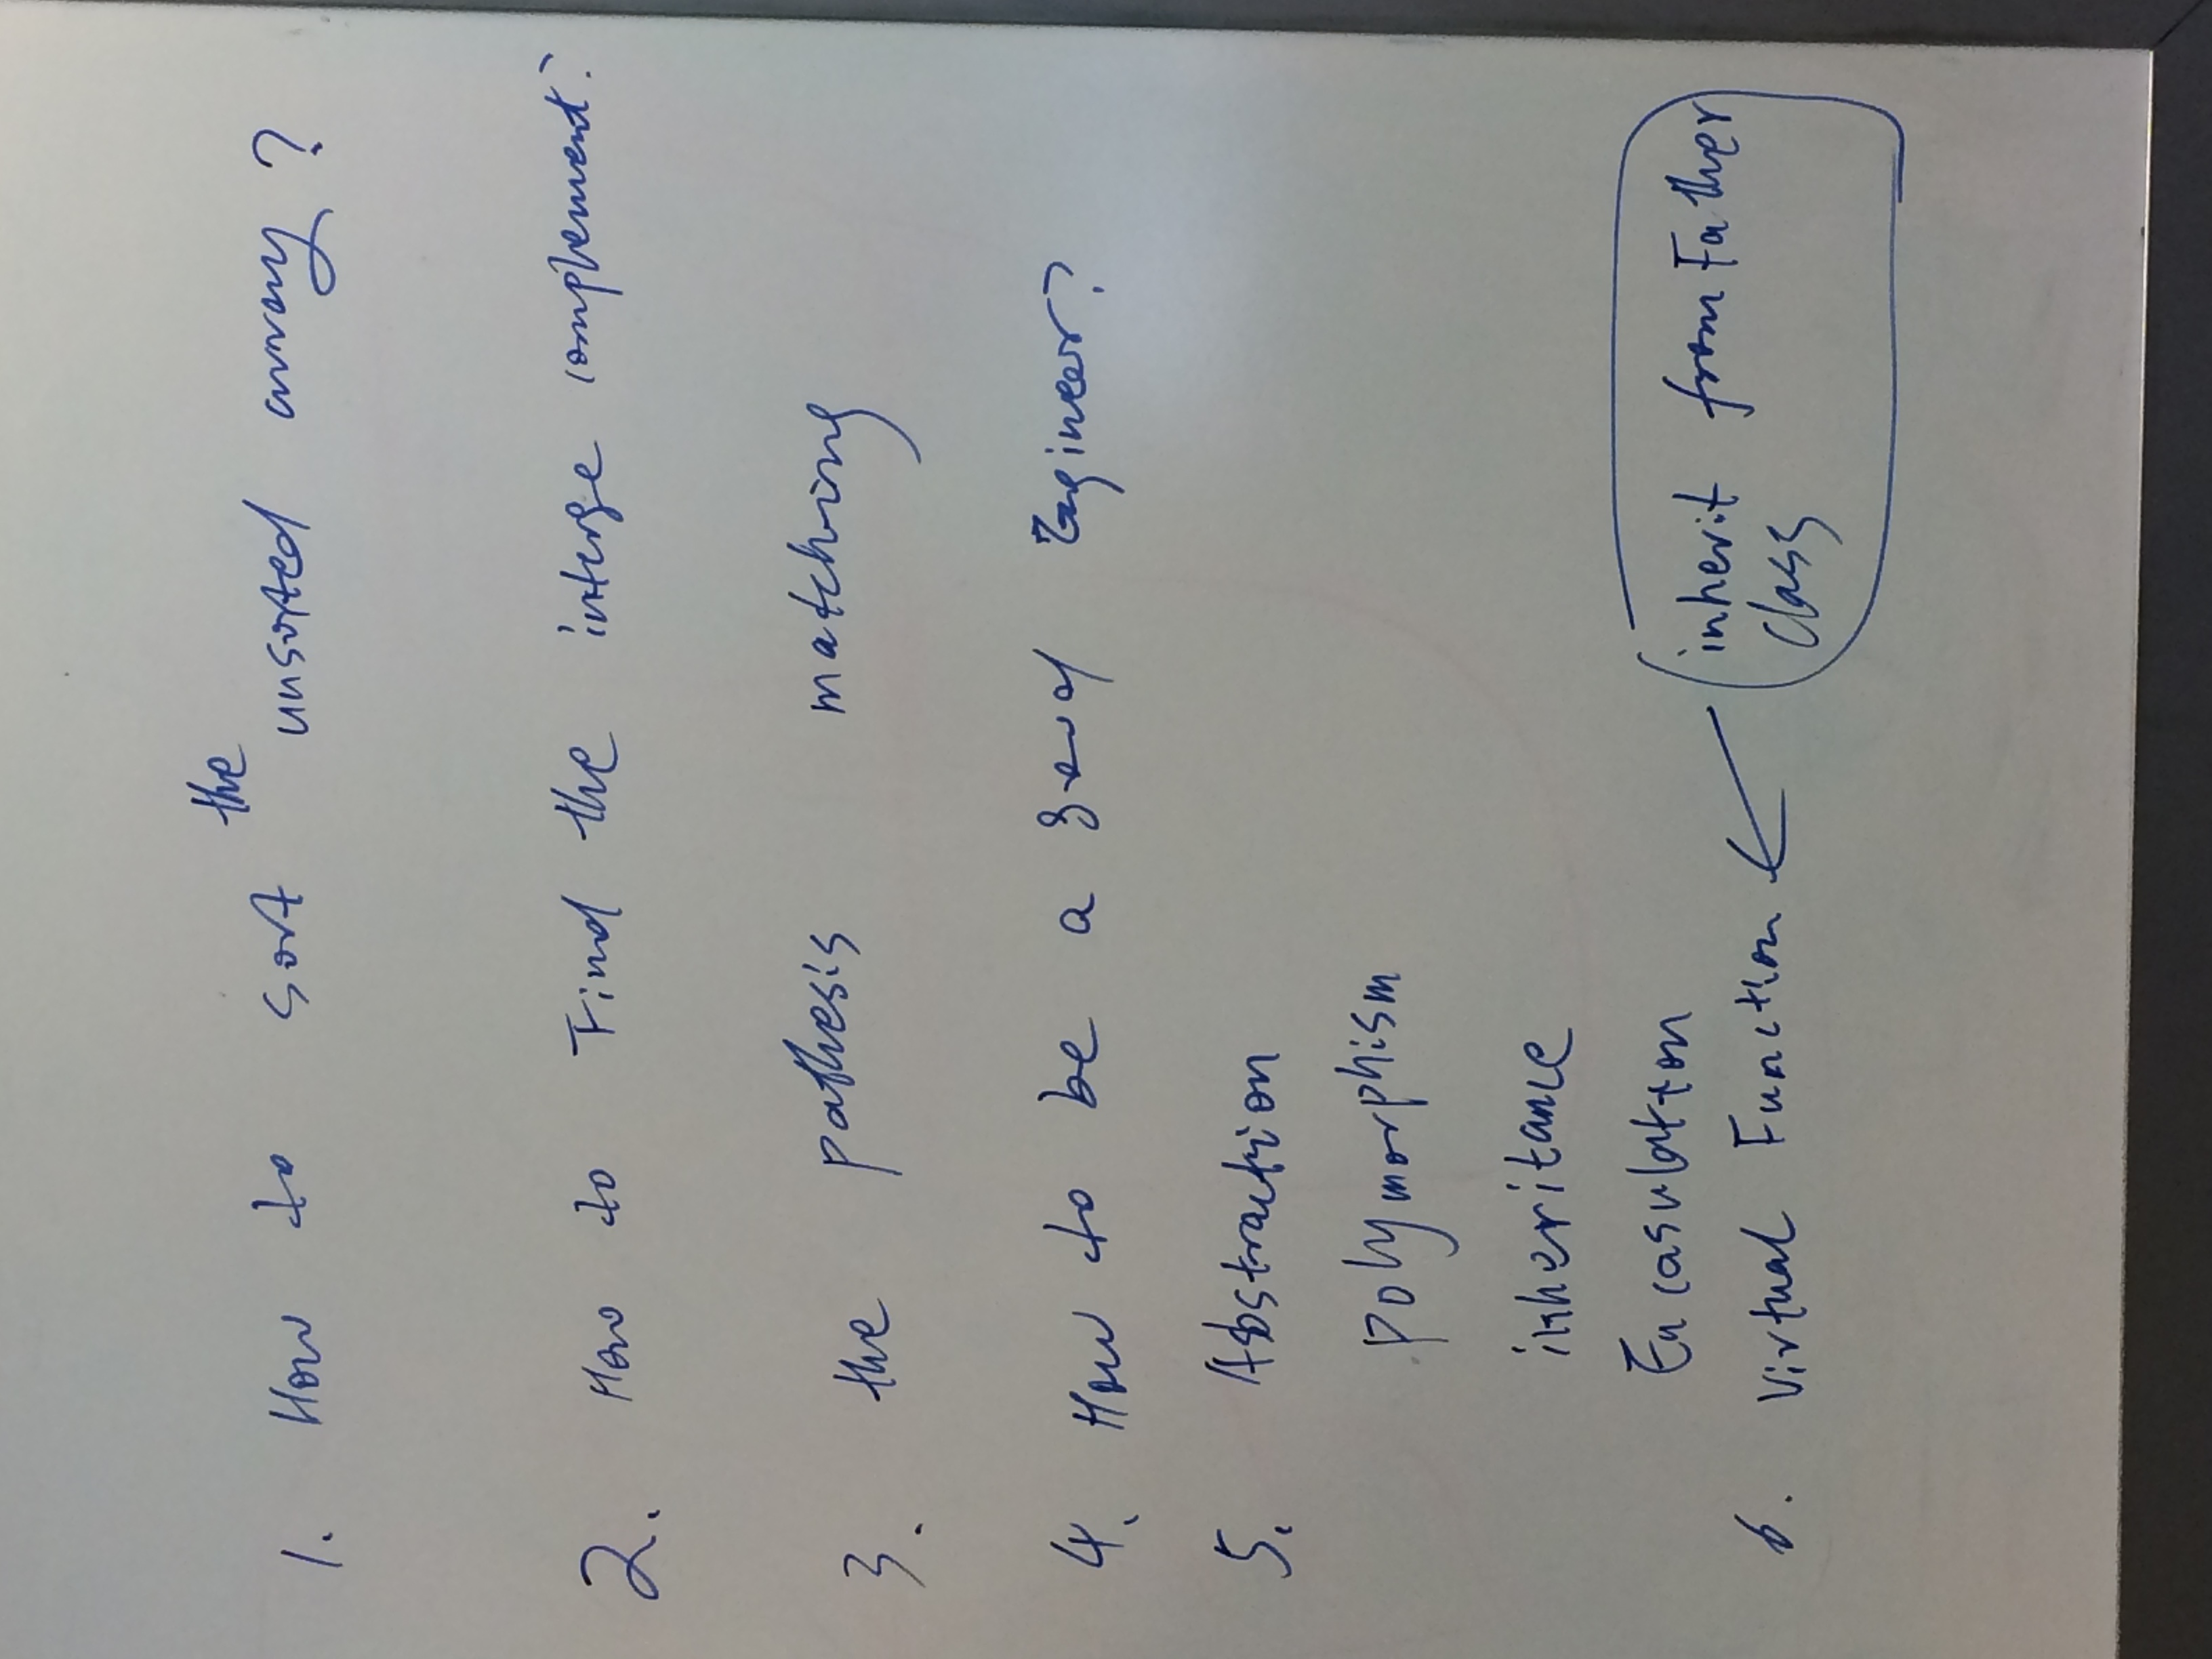 1. How to sort the unsorted array?
2. How to Find the interge complement?
3. the pathesis matching
4. How to be a good Engineer?
5. Abstraction
polymorphism
inheritance
Encasulation
6. Virtual Function
inherit from Father
class